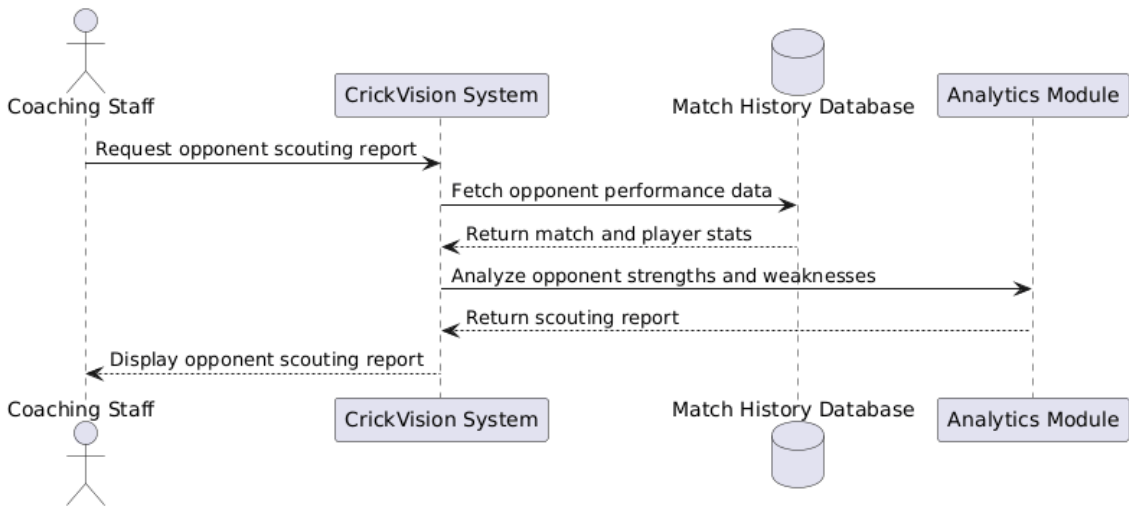 Coaching Staff
CrickVision System
Match History Database
Analytics Module
Request opponent scouting report
Fetch opponent performance data
Return match and player stats
Analyze opponent strengths and weaknesses
Return scouting report
Display opponent scouting report
Coaching Staff
CrickVision System
Match History Database
Analytics Module